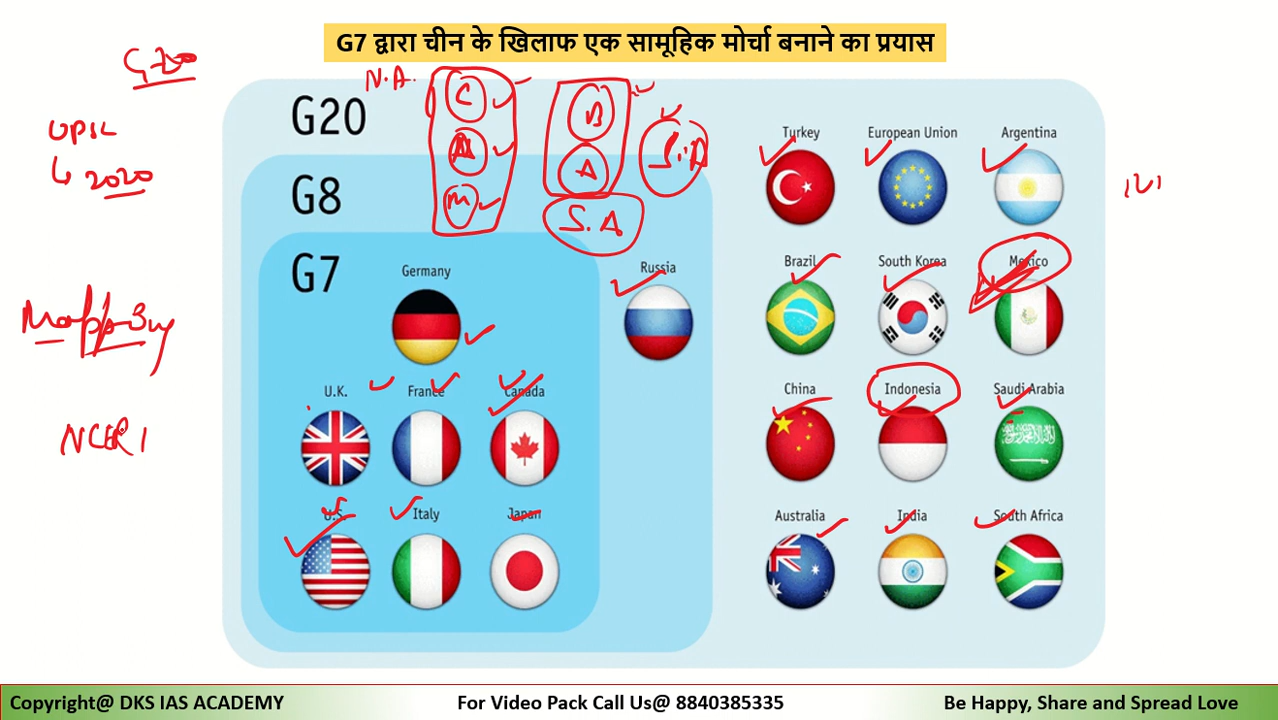 G7 द्वारा चीन के खिलाफ एक सामूहिक मोर्चा बनाने का प्रयास
G20
N.A.
C
B
A
M
A
S.A
UPSC
2020
G20
G8
G7
Turkey European Union Argentina
Germany Russia Brazil South Korea Mexico
U.K. France Canada China Indonesia Saudi Arabia
U.S. Italy Japan Australia India South Africa
Mapping
NCERT
Copyright@ DKS IAS ACADEMY For Video Pack Call Us@ 8840385335 Be Happy, Share and Spread Love